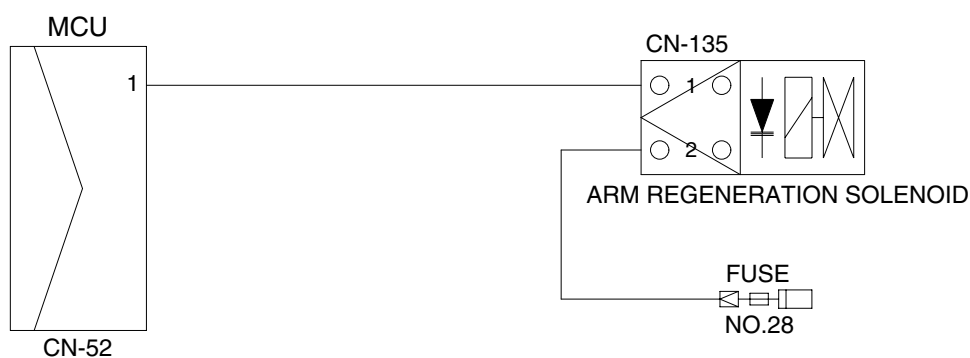 MCU
CN-135
1
1
2
ARM REGENERATION SOLENOID
FUSE
NO.28
CN-52